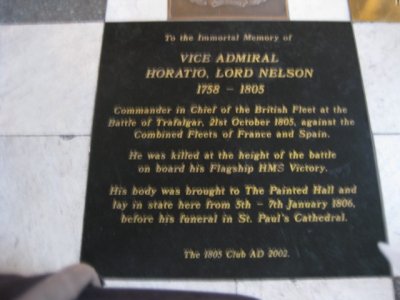 To the Immortal Memory of
VICE ADMIRAL
HORATIO, LORD NELSON
1758 - 1805
Commander in Chief of the British Fleet at the
Battle of Trafalgar, 21st October 1805, against the
Combined Fleets of France and Spain.
He was killed at the height of the battle
on board his Flagship HMS Victory.
His body was brought to The Painted Hall and
lay in state here from 5th - 7th January 1806,
before his funeral in St. Paul's Cathedral.
The 1805 Club AD 2002.